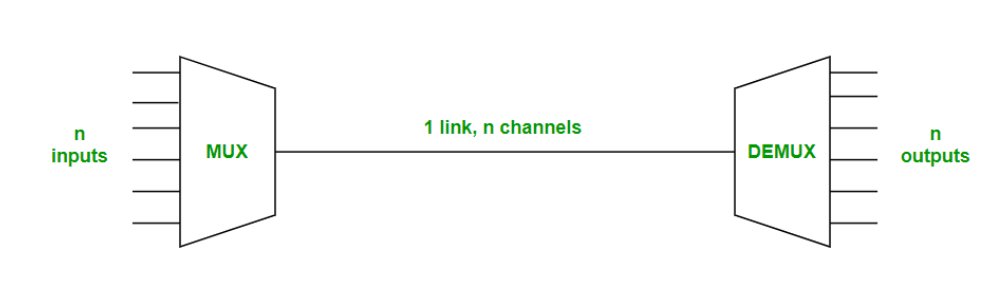 n
inputs
MUX
1 link, n channels
DEMUX
n
outputs